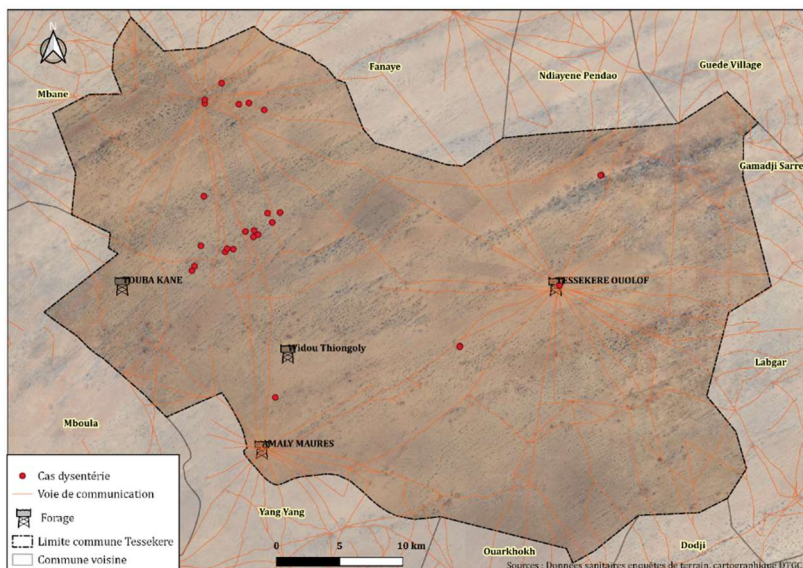 N
Fanaye
Ndiayene Pendao
Guede Village
Mbane
Gamadji Sarre
TOUBA KANE
TESSEKERE OUOLOF
Widou Thiongoly
Labgar
Mboula
AMALY MAURES
Cas dysentérie
Voie de communication
Forage
Limite commune Tessekere
Commune voisine
Yang Yang
Ouarkhokh
Dodji
0 5 10 km
Sources : Données sanitaires enquêtes de terrain, cartographique DTGC